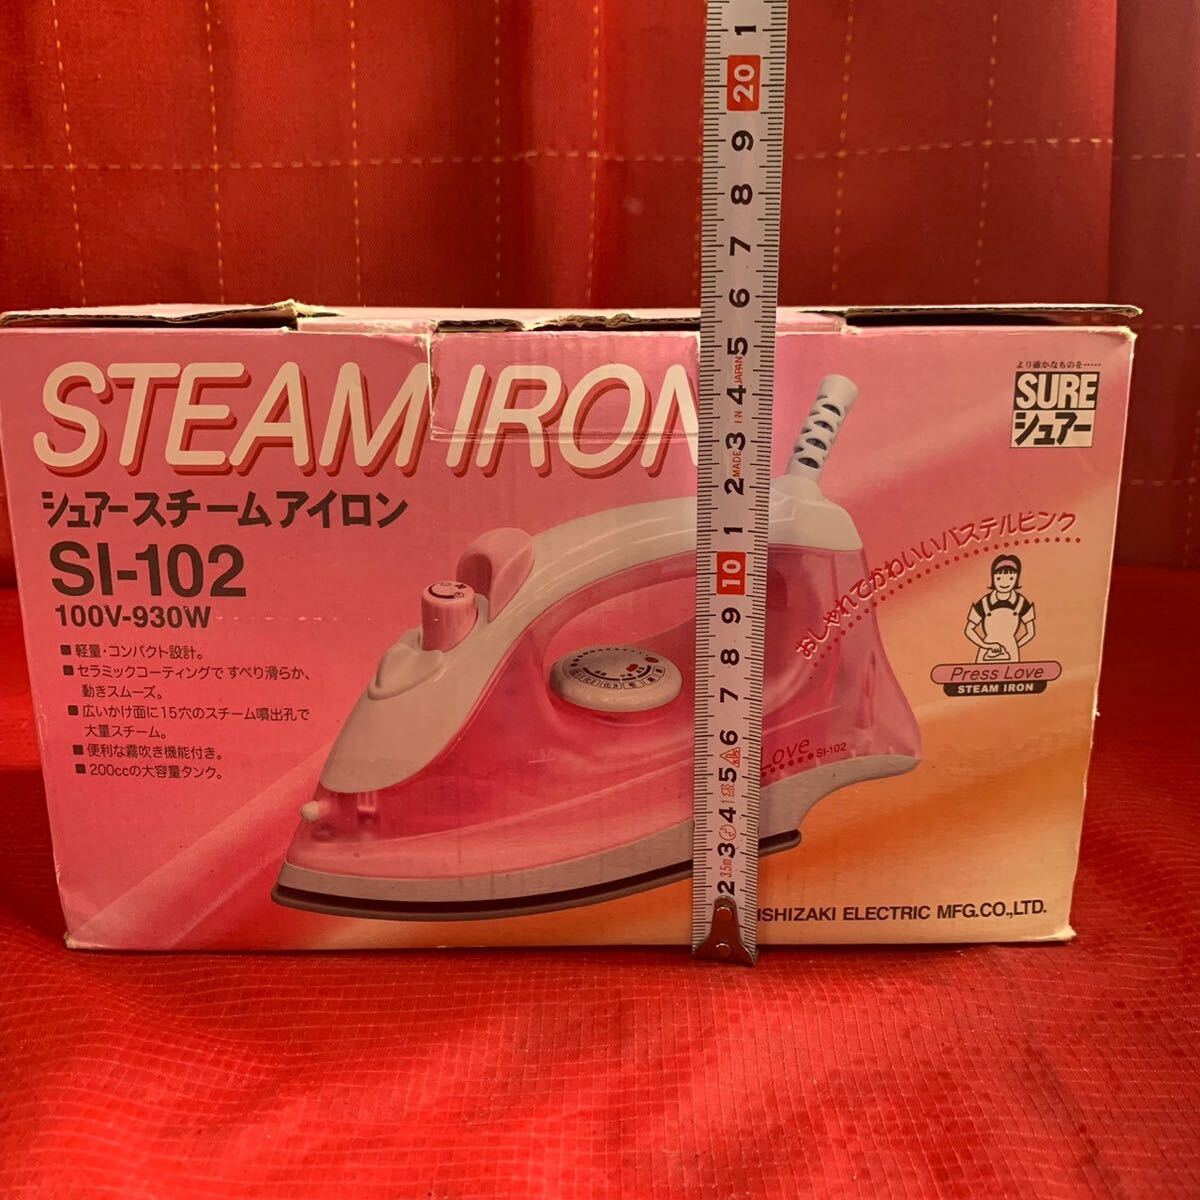 STEAM IRON
シュアースチームアイロン
SI-102
100V-930W
■軽量・コンパクト設計。
■セラミックコーティングですべり滑らか、
動きスムーズ。
■広いかけ面に15穴のスチーム噴出孔で
大量スチーム。
■便利な霧吹き機能付き。
■200ccの大容量タンク。
より確かなものを‥‥‥
SURE
シュアー
おしゃれでかわいいパステルピンク
Press Love
STEAM IRON
Love
SI-102
ISHIZAKI ELECTRIC MFG.CO.,LTD.
1
20
9
8
7
6
5
4
3
2
1
10
9
8
7
6
5
4
3
2
MADE IN JAPAN
3.5m